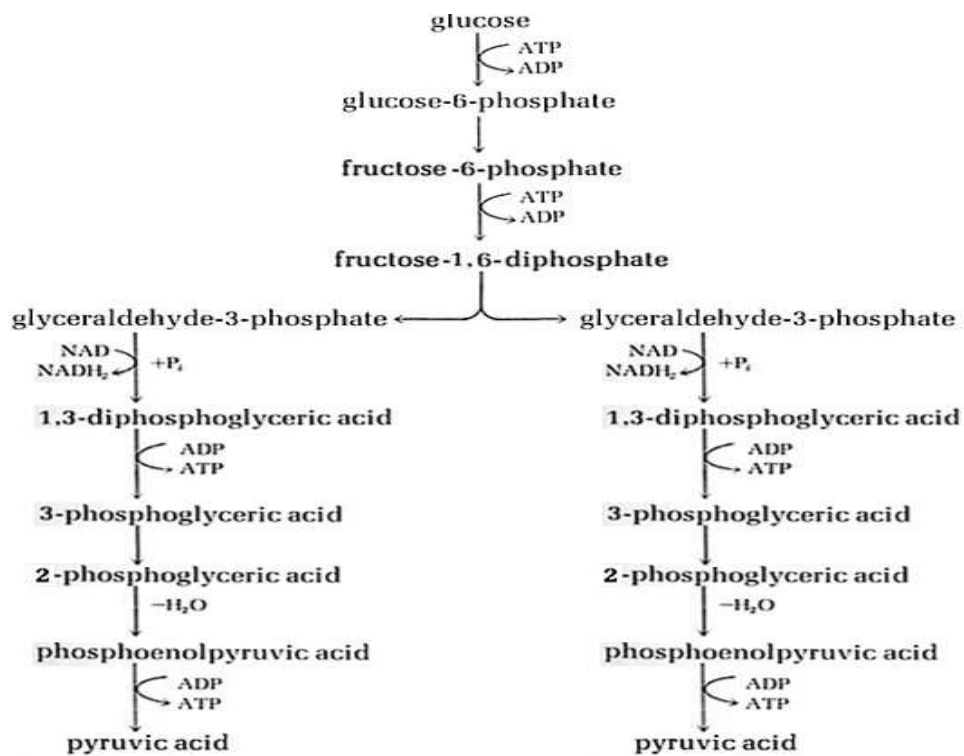 glucose
ATP
ADP
glucose-6-phosphate
fructose-6-phosphate
ATP
ADP
fructose-1,6-diphosphate
glyceraldehyde-3-phosphate glyceraldehyde-3-phosphate
NAD +Pᵢ NAD +Pᵢ
NADH₂ NADH₂
1,3-diphosphoglyceric acid 1,3-diphosphoglyceric acid
ADP ADP
ATP ATP
3-phosphoglyceric acid 3-phosphoglyceric acid
2-phosphoglyceric acid 2-phosphoglyceric acid
−H₂O −H₂O
phosphoenolpyruvic acid phosphoenolpyruvic acid
ADP ADP
ATP ATP
pyruvic acid pyruvic acid